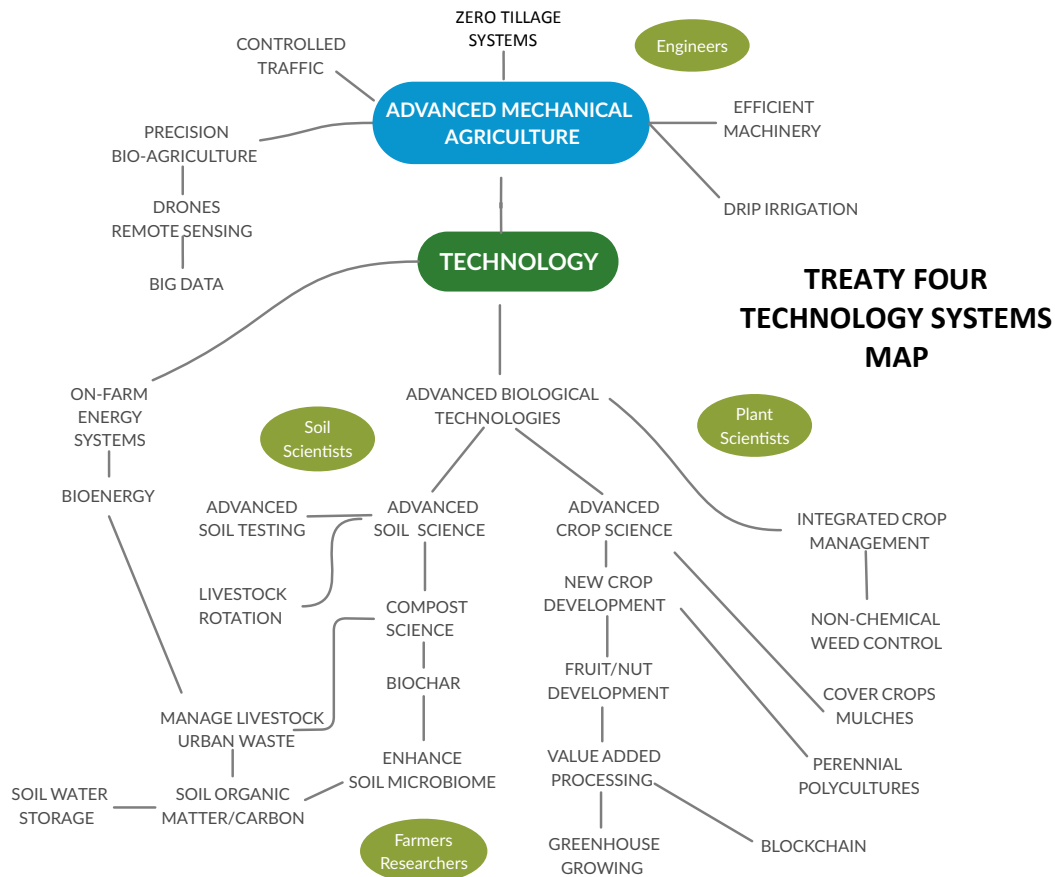 ZERO TILLAGE
SYSTEMS
Engineers
CONTROLLED
TRAFFIC
ADVANCED MECHANICAL
AGRICULTURE
EFFICIENT
MACHINERY
PRECISION
BIO-AGRICULTURE
DRONES
REMOTE SENSING
DRIP IRRIGATION
BIG DATA
TECHNOLOGY
TREATY FOUR
TECHNOLOGY SYSTEMS
MAP
ON-FARM
ENERGY
SYSTEMS
ADVANCED BIOLOGICAL
TECHNOLOGIES
Soil
Scientists
Plant
Scientists
BIOENERGY
ADVANCED
SOIL TESTING
ADVANCED
SOIL SCIENCE
ADVANCED
CROP SCIENCE
INTEGRATED CROP
MANAGEMENT
LIVESTOCK
ROTATION
COMPOST
SCIENCE
NEW CROP
DEVELOPMENT
NON-CHEMICAL
WEED CONTROL
BIOCHAR
FRUIT/NUT
DEVELOPMENT
COVER CROPS
MULCHES
MANAGE LIVESTOCK
URBAN WASTE
ENHANCE
SOIL MICROBIOME
VALUE ADDED
PROCESSING
PERENNIAL
POLYCULTURES
SOIL WATER
STORAGE
SOIL ORGANIC
MATTER/CARBON
Farmers
Researchers
GREENHOUSE
GROWING
BLOCKCHAIN